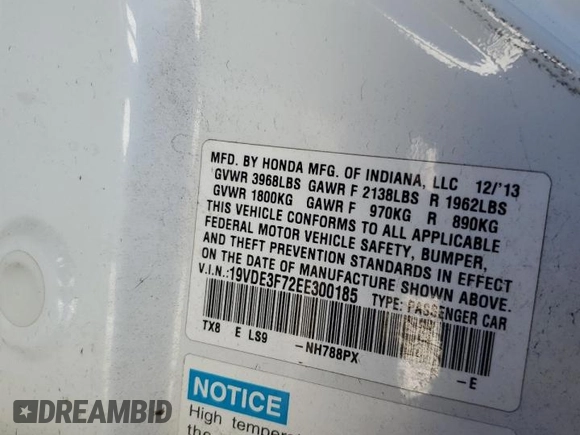 MFD. BY HONDA MFG. OF INDIANA, LLC 12/'13
GVWR 3968LBS GAWR F 2138LBS R 1962LBS
GVWR 1800KG GAWR F 970KG R 890KG
THIS VEHICLE CONFORMS TO ALL APPLICABLE
FEDERAL MOTOR VEHICLE SAFETY, BUMPER,
AND THEFT PREVENTION STANDARDS IN EFFECT
ON THE DATE OF MANUFACTURE SHOWN ABOVE.
V.I.N.:19VDE3F72EE300185 TYPE: PASSENGER CAR
TX8 E LS9 -NH788PX -E
NOTICE
High temper
the
DREAMBID